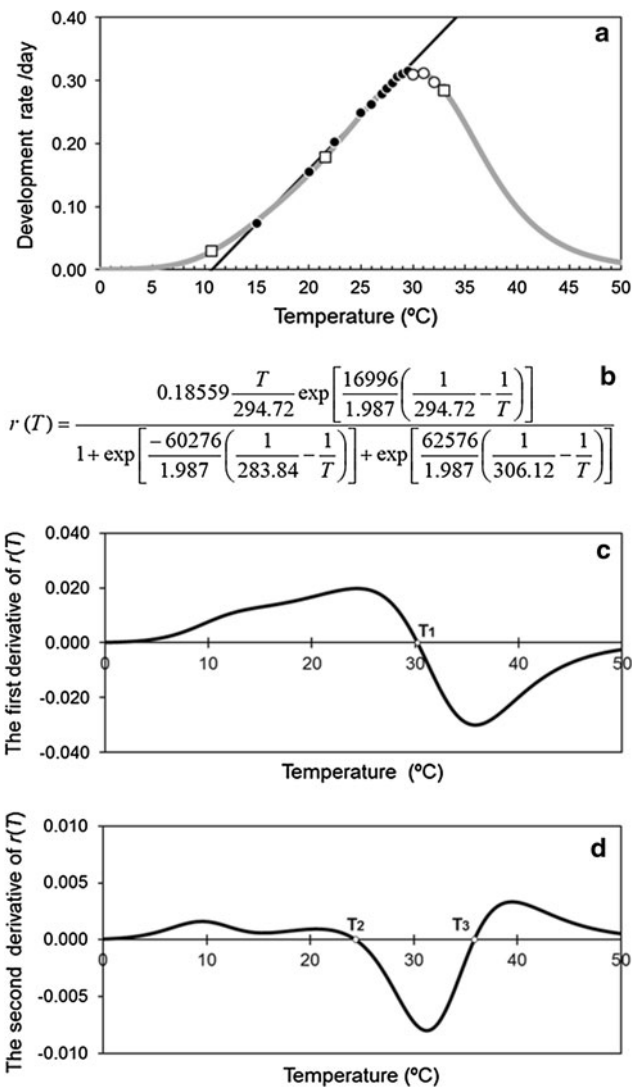 a
Development rate /day
0.40
0.30
0.20
0.10
0.00
0 5 10 15 20 25 30 35 40 45 50
Temperature (ºC)
b
r (T) = 0.18559 T/294.72 exp[16996/1.987 (1/294.72 − 1/T)] / 1 + exp[−60276/1.987 (1/283.84 − 1/T)] + exp[62576/1.987 (1/306.12 − 1/T)]
c
The first derivative of r(T)
0.040
0.020
0.000
-0.020
-0.040
T1
0 10 20 30 40 50
Temperature (ºC)
d
The second derivative of r(T)
0.010
0.005
0.000
-0.005
-0.010
T2 T3
0 10 20 30 40 50
Temperature (ºC)